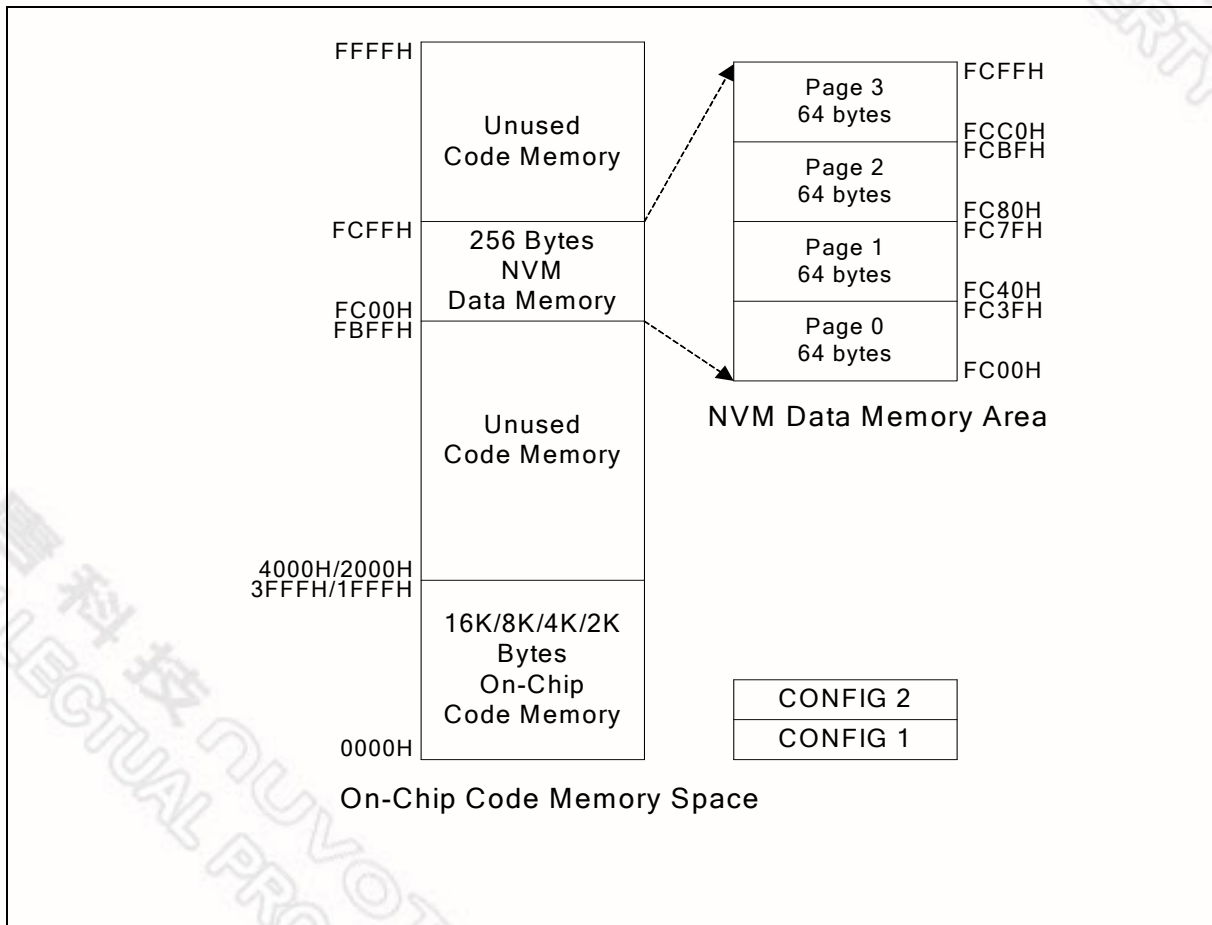 FFFFH
Unused
Code Memory
FCFFH
256 Bytes
NVM
Data Memory
FC00H
FBFFH
Unused
Code Memory
4000H/2000H
3FFFH/1FFFH
16K/8K/4K/2K
Bytes
On-Chip
Code Memory
0000H
On-Chip Code Memory Space
Page 3
64 bytes
FCFFH
FCC0H
Page 2
64 bytes
FCBFH
FC80H
Page 1
64 bytes
FC7FH
FC40H
Page 0
64 bytes
FC3FH
FC00H
NVM Data Memory Area
CONFIG 2
CONFIG 1
科技